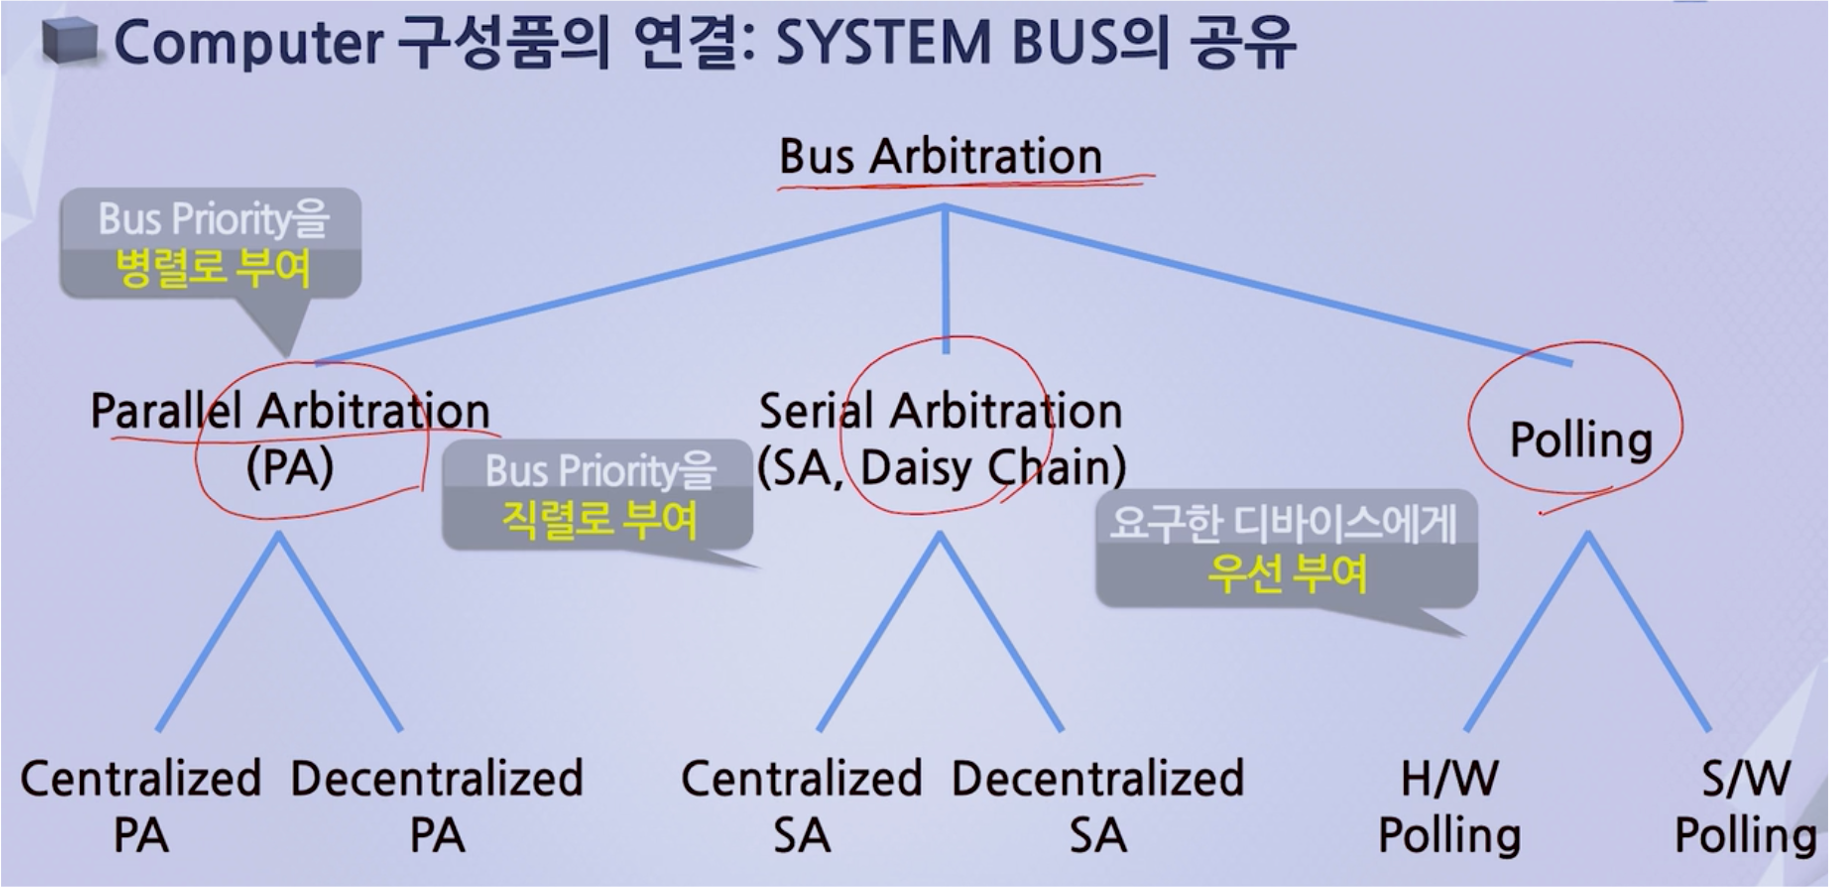 Computer 구성품의 연결: SYSTEM BUS의 공유
Bus Arbitration
Bus Priority을
병렬로 부여
Parallel Arbitration
(PA)
Bus Priority을
직렬로 부여
Serial Arbitration
(SA, Daisy Chain)
요구한 디바이스에게
우선 부여
Polling
Centralized
PA
Decentralized
PA
Centralized
SA
Decentralized
SA
H/W
Polling
S/W
Polling